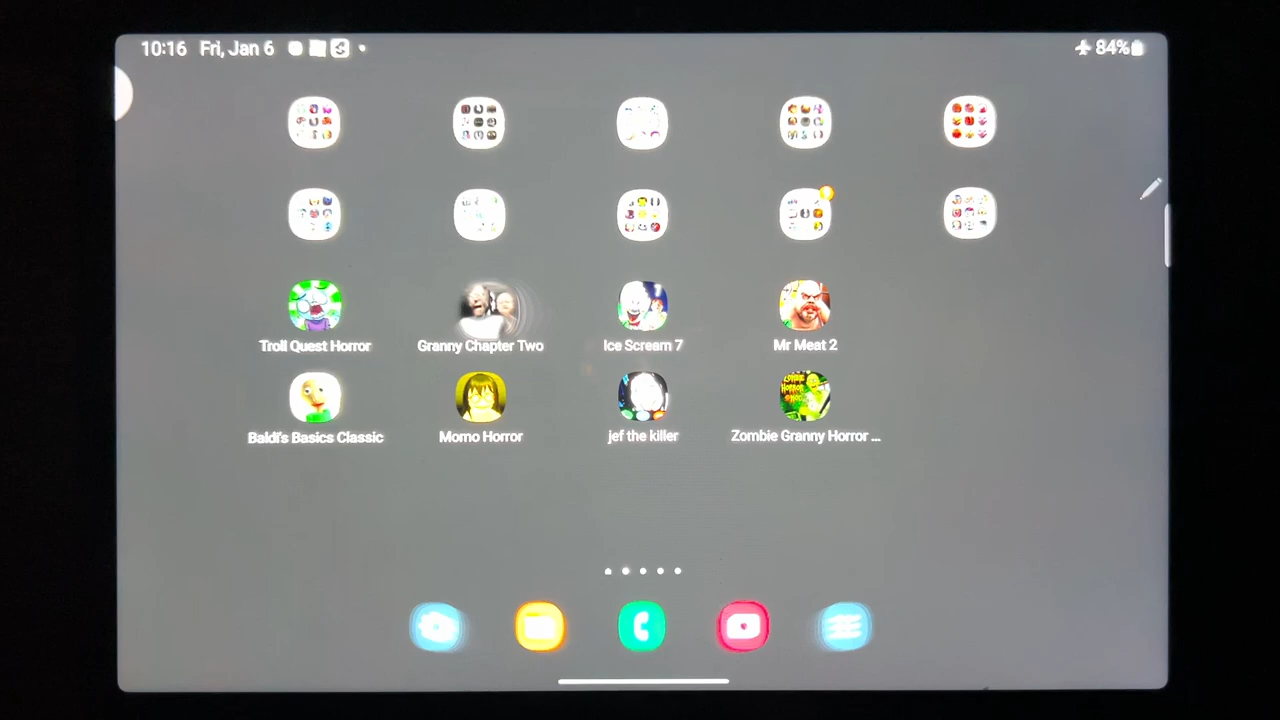 10:16 Fri, Jan 6
84%
Troll Quest Horror
Granny Chapter Two
Ice Scream 7
Mr Meat 2
Baldi's Basics Classic
Momo Horror
jef the killer
Zombie Granny Horror ...